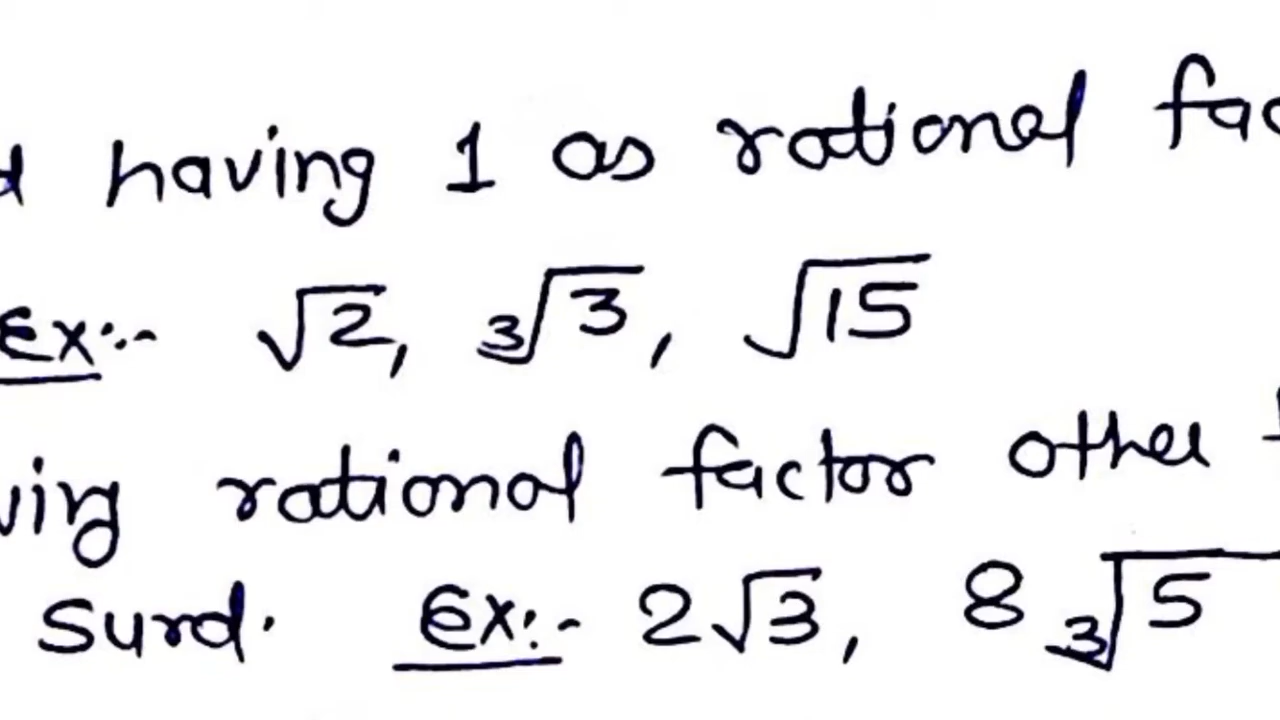 having 1 as rational fac
Ex:- √2, ∛3, √15
ving rational factor other
Surd. Ex:- 2√3, 8∛5